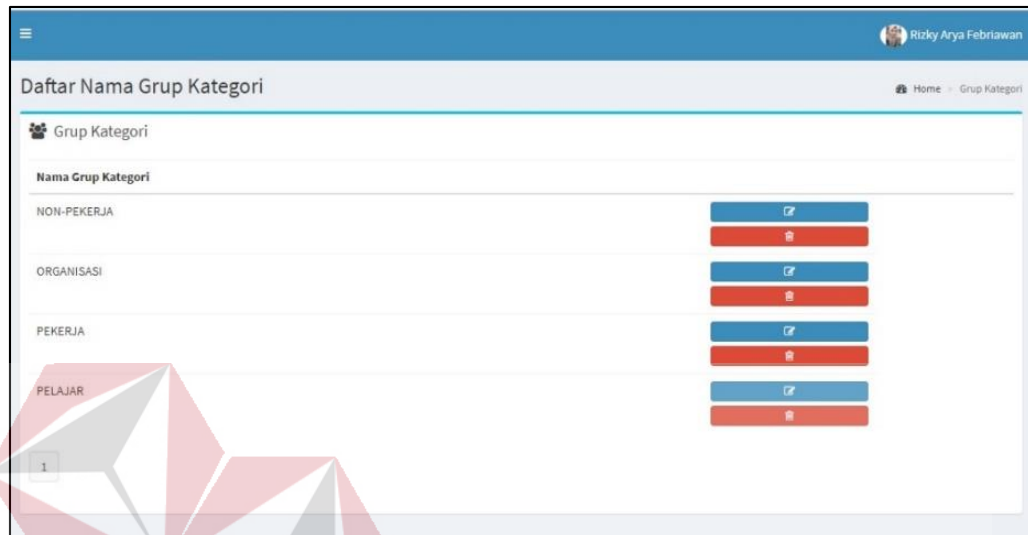 Rizky Arya Febriawan
Daftar Nama Grup Kategori
Home > Grup Kategori
Grup Kategori
Nama Grup Kategori
NON-PEKERJA
ORGANISASI
PEKERJA
PELAJAR
1